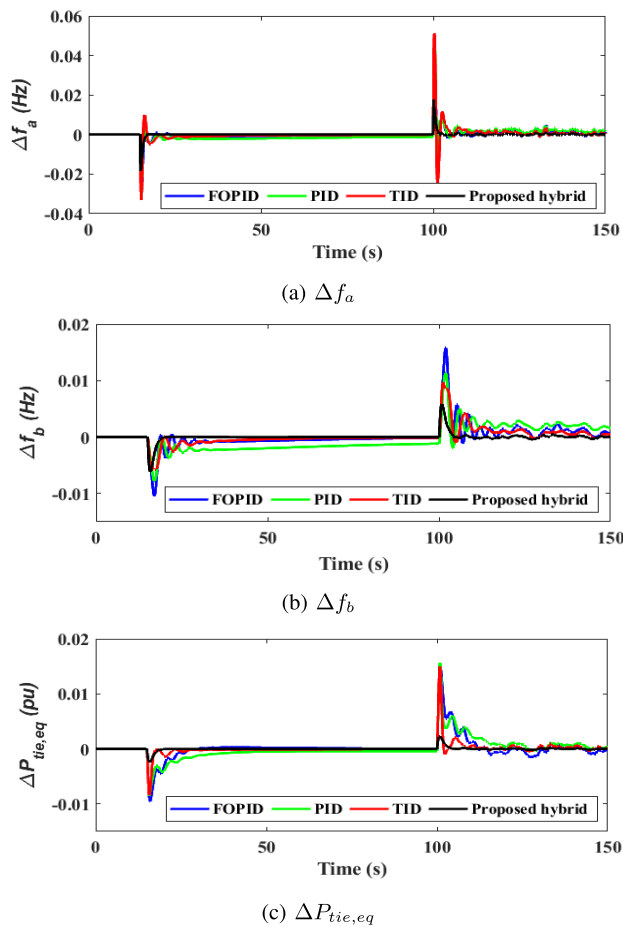 0.06
0.04
0.02
0
-0.02
-0.04
Δf_a (Hz)
FOPID PID TID Proposed hybrid
0 50 100 150
Time (s)
(a) Δf_a
0.02
0.01
0
-0.01
Δf_b (Hz)
FOPID PID TID Proposed hybrid
0 50 100 150
Time (s)
(b) Δf_b
0.02
0.01
0
-0.01
ΔP_tie,eq (pu)
FOPID PID TID Proposed hybrid
0 50 100 150
Time (s)
(c) ΔP_tie,eq